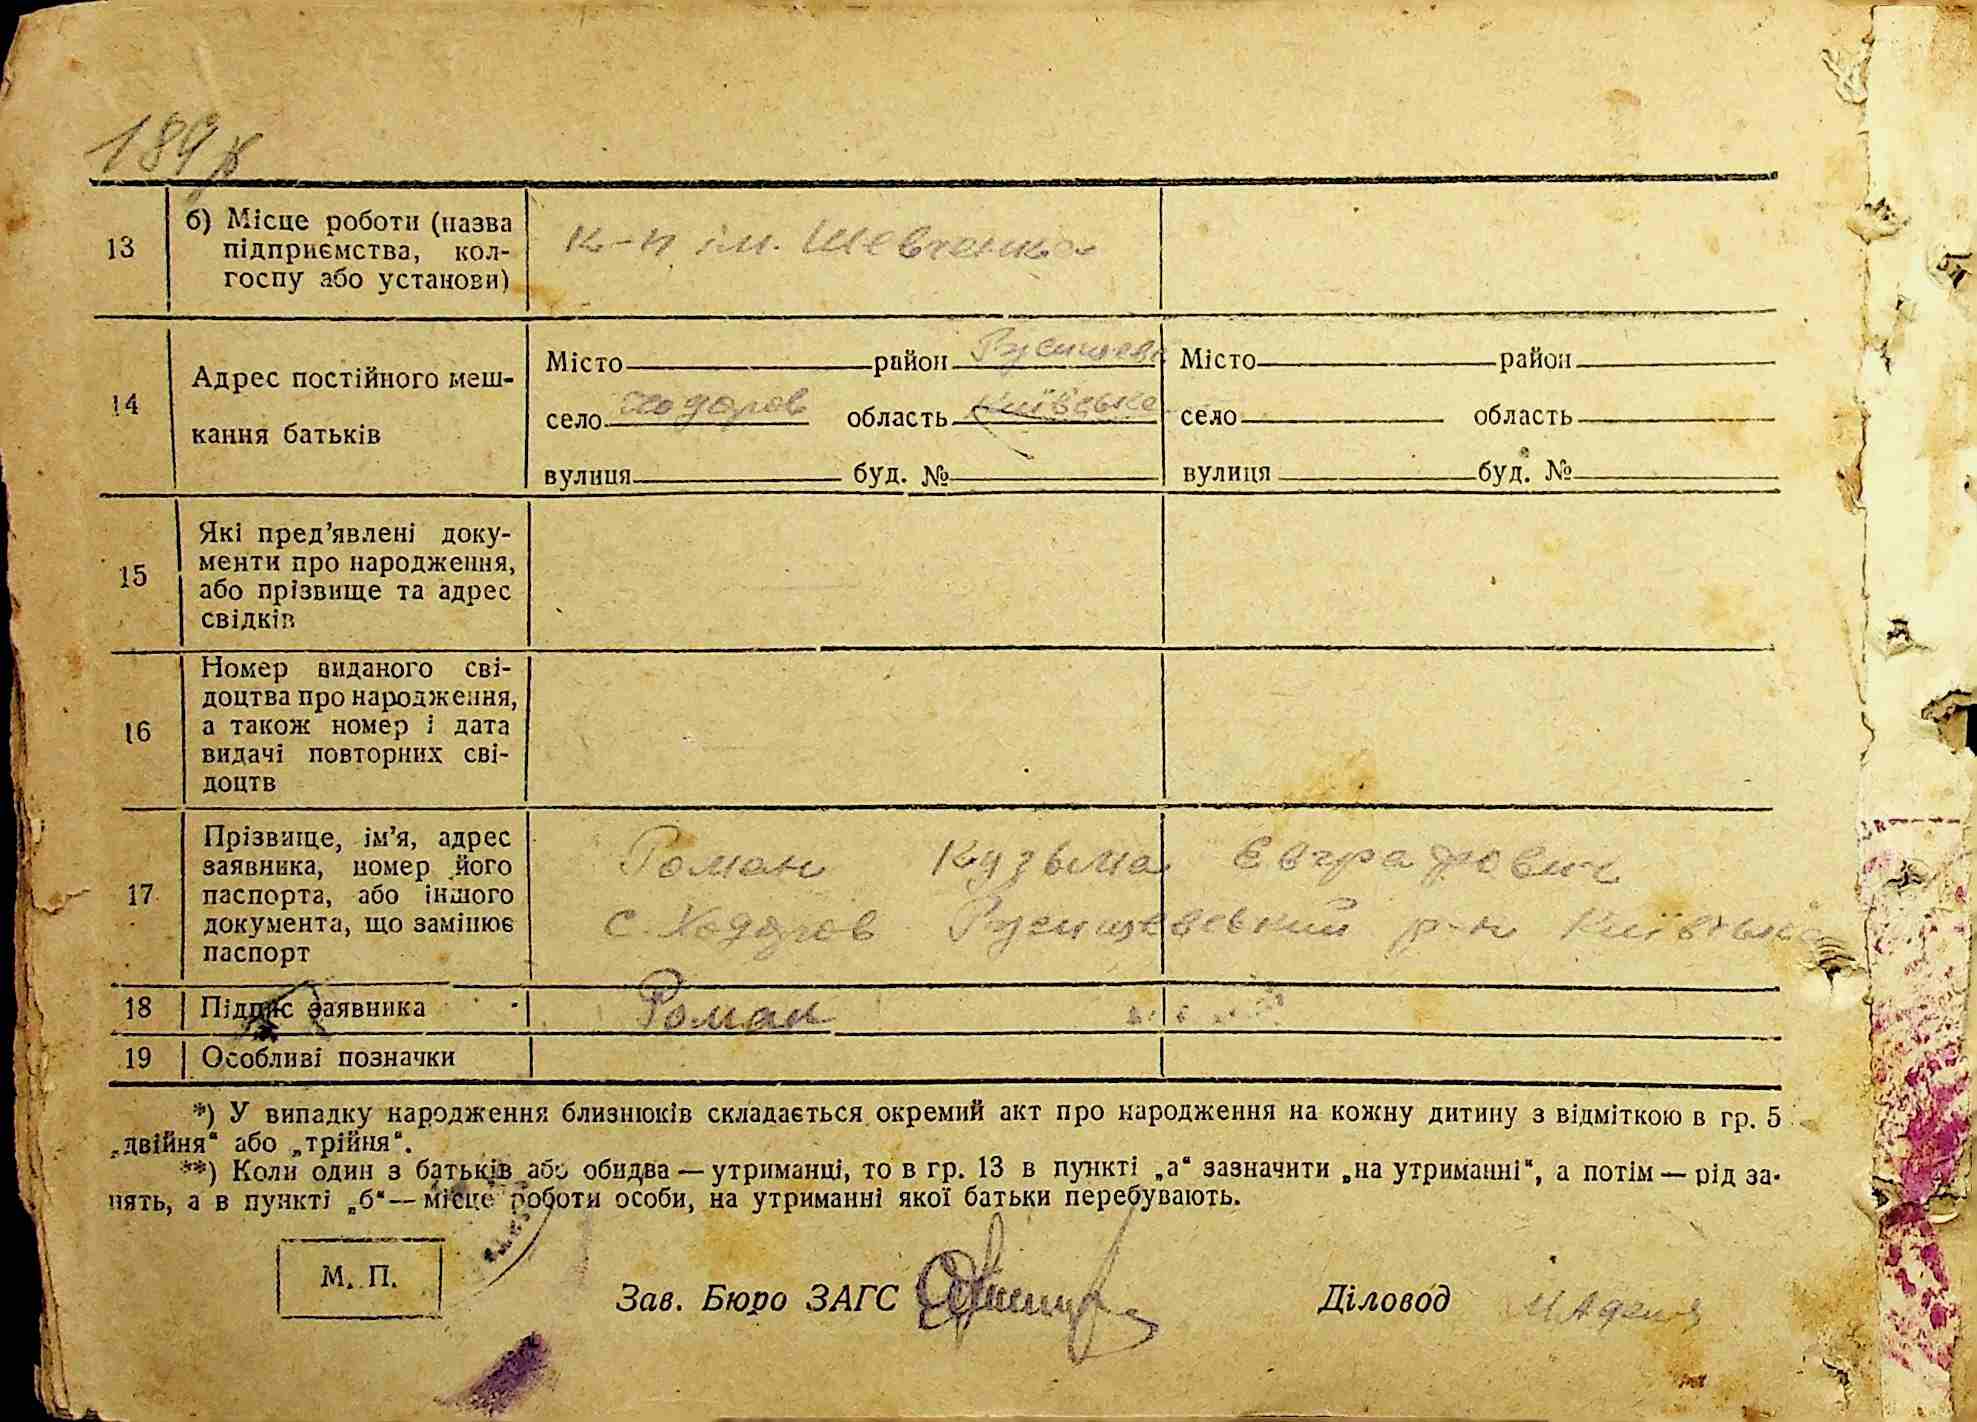 189
13 б) Місце роботи (назва підприємства, кол-
госпу або установи)
к-п ім. Шевченка
14 Адрес постійного меш-
кання батьків
Місто район Ржищевс Місто район
село Ходоров область Київська село область
вулиця буд. № вулиця буд. №
15 Які пред’явлені доку-
менти про народження,
або прізвище та адрес
свідків
16 Номер виданого сві-
доцтва про народження,
а також номер і дата
видачі повторних сві-
доцтв
17 Прізвище, ім’я, адрес
заявника, номер його
паспорта, або іншого
документа, що замінює
паспорт
Роман Кузьма Євграфович
с. Ходоров Ржищевський р-н Київська
18 Підпис заявника Роман
19 Особливі позначки
*) У випадку народження близнюків складається окремий акт про народження на кожну дитину з відміткою в гр. 5
„двійня“ або „трійня“.
**) Коли один з батьків або обидва — утриманці, то в гр. 13 в пункті „а“ зазначити „на утриманні“, а потім — рід за-
нять, а в пункті „б“ — місце роботи особи, на утриманні якої батьки перебувають.
М. П.
Зав. Бюро ЗАГС Діловод